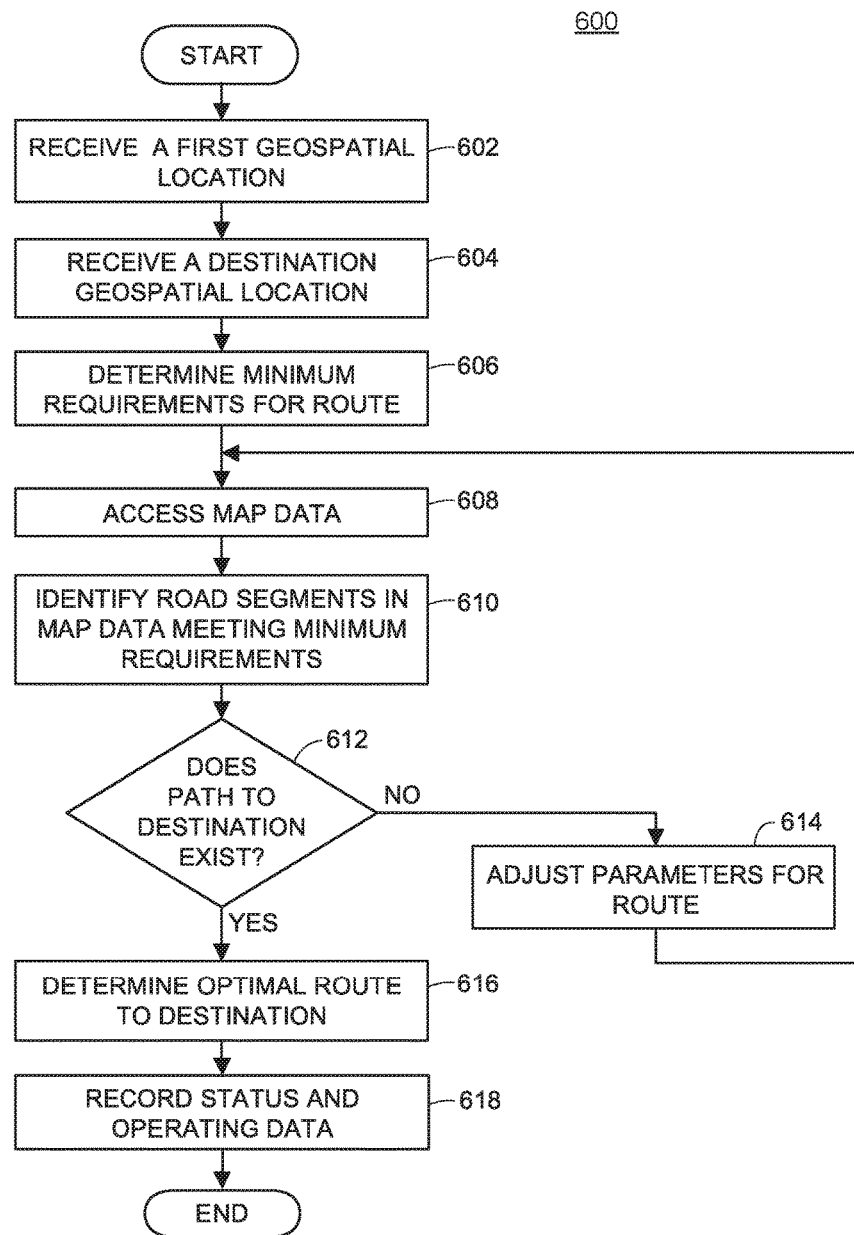 600
START
RECEIVE A FIRST GEOSPATIAL
LOCATION
602
RECEIVE A DESTINATION
GEOSPATIAL LOCATION
604
DETERMINE MINIMUM
REQUIREMENTS FOR ROUTE
606
ACCESS MAP DATA
608
IDENTIFY ROAD SEGMENTS IN
MAP DATA MEETING MINIMUM
REQUIREMENTS
610
DOES
PATH TO
DESTINATION
EXIST?
612
NO
ADJUST PARAMETERS FOR
ROUTE
614
YES
DETERMINE OPTIMAL ROUTE
TO DESTINATION
616
RECORD STATUS AND
OPERATING DATA
618
END